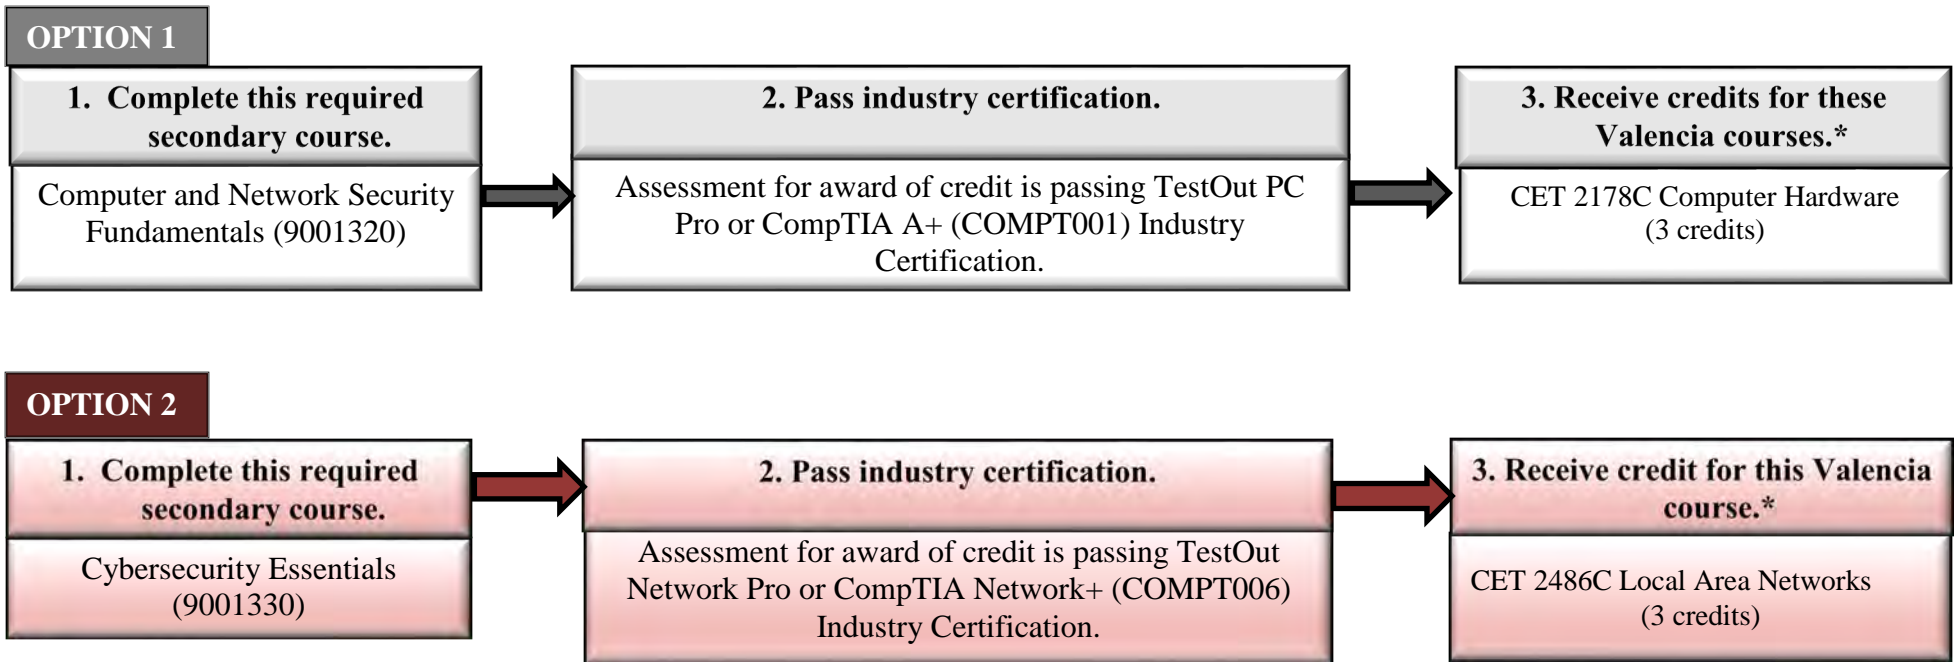 OPTION 1
1. Complete this required
secondary course.
Computer and Network Security
Fundamentals (9001320)
2. Pass industry certification.
Assessment for award of credit is passing TestOut PC
Pro or CompTIA A+ (COMPT001) Industry
Certification.
3. Receive credits for these
Valencia courses.*
CET 2178C Computer Hardware
(3 credits)
OPTION 2
1. Complete this required
secondary course.
Cybersecurity Essentials
(9001330)
2. Pass industry certification.
Assessment for award of credit is passing TestOut
Network Pro or CompTIA Network+ (COMPT006)
Industry Certification.
3. Receive credit for this Valencia
course.*
CET 2486C Local Area Networks
(3 credits)